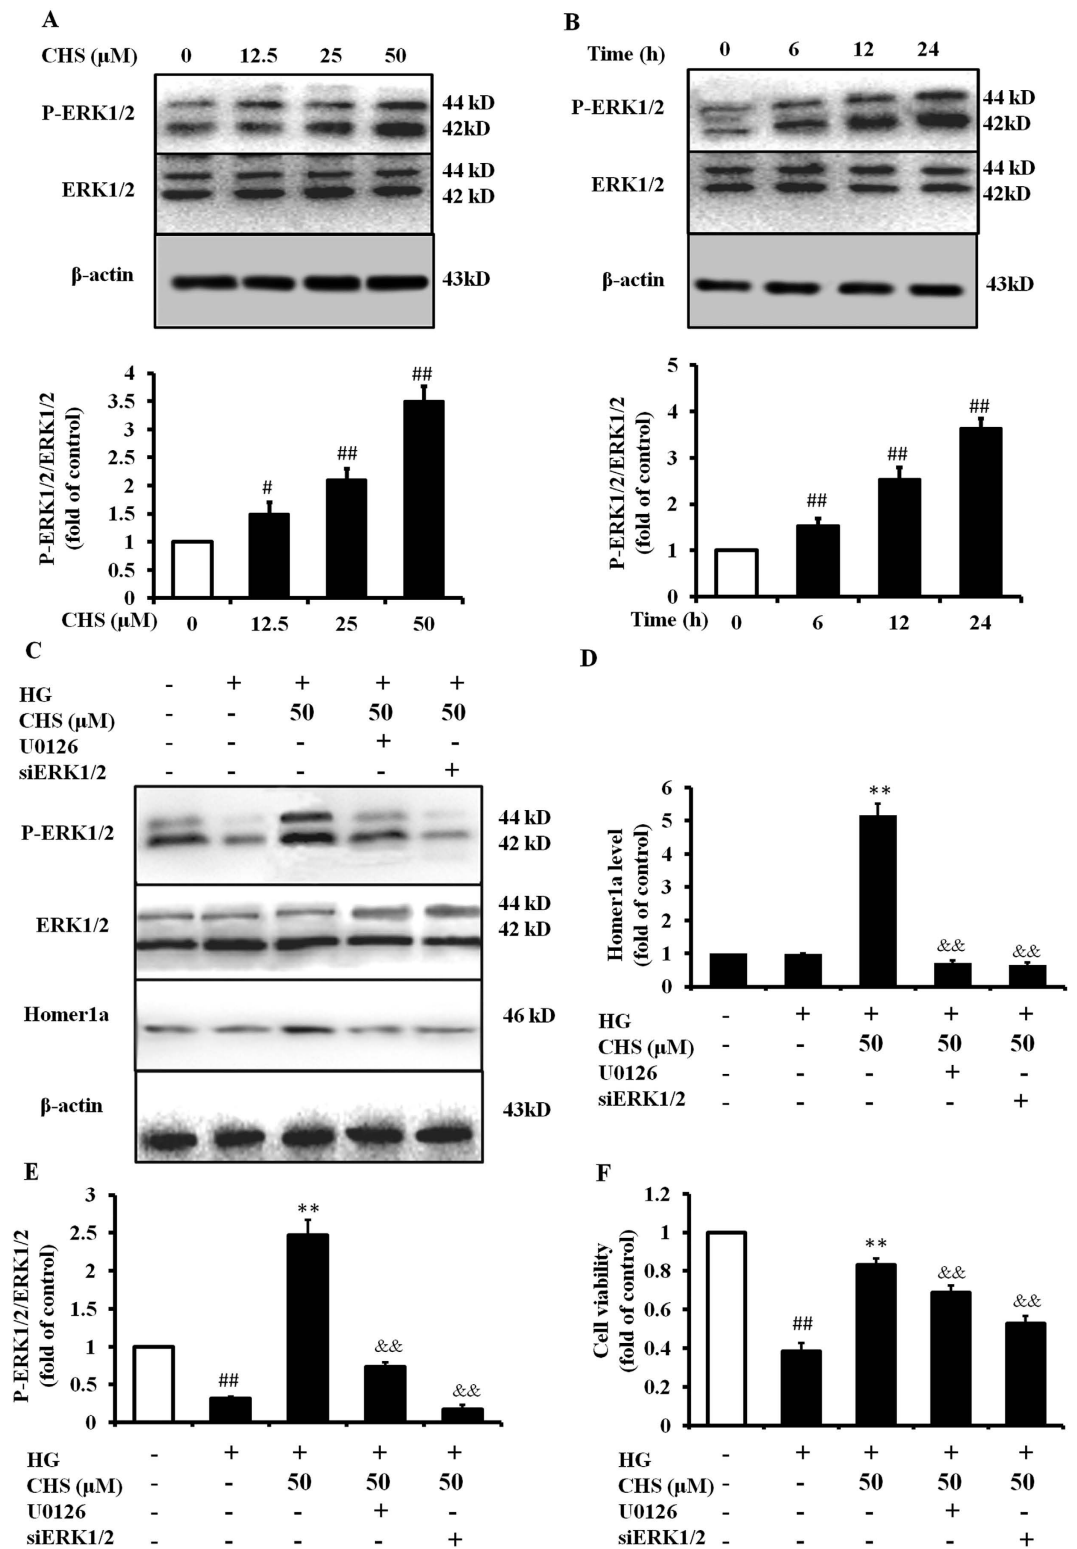 A
CHS (μM) 0 12.5 25 50
P-ERK1/2 44 kD
42kD
ERK1/2 44 kD
42 kD
β-actin 43kD
P-ERK1/2/ERK1/2
(fold of control)
4
3.5
3
2.5
2
1.5
1
0.5
0
# ## ##
CHS (μM) 0 12.5 25 50
B
Time (h) 0 6 12 24
P-ERK1/2 44 kD
42kD
ERK1/2 44 kD
42kD
β-actin 43kD
P-ERK1/2/ERK1/2
(fold of control)
5
4
3
2
1
0
## ## ##
Time (h) 0 6 12 24
C
HG - + + + +
CHS (μM) - - 50 50 50
U0126 - - - + -
siERK1/2 - - - - +
P-ERK1/2 44 kD
42 kD
ERK1/2 44 kD
42 kD
Homer1a 46 kD
β-actin 43kD
D
Homer1a level
(fold of control)
6
5
4
3
2
1
0
** && &&
HG - + + + +
CHS (μM) - - 50 50 50
U0126 - - - + -
siERK1/2 - - - - +
E
P-ERK1/2/ERK1/2
(fold of control)
3
2.5
2
1.5
1
0.5
0
## ** && &&
HG - + + + +
CHS (μM) - - 50 50 50
U0126 - - - + -
siERK1/2 - - - - +
F
Cell viability
(fold of control)
1.2
1
0.8
0.6
0.4
0.2
0
## ** && &&
HG - + + + +
CHS (μM) - - 50 50 50
U0126 - - - + -
siERK1/2 - - - - +